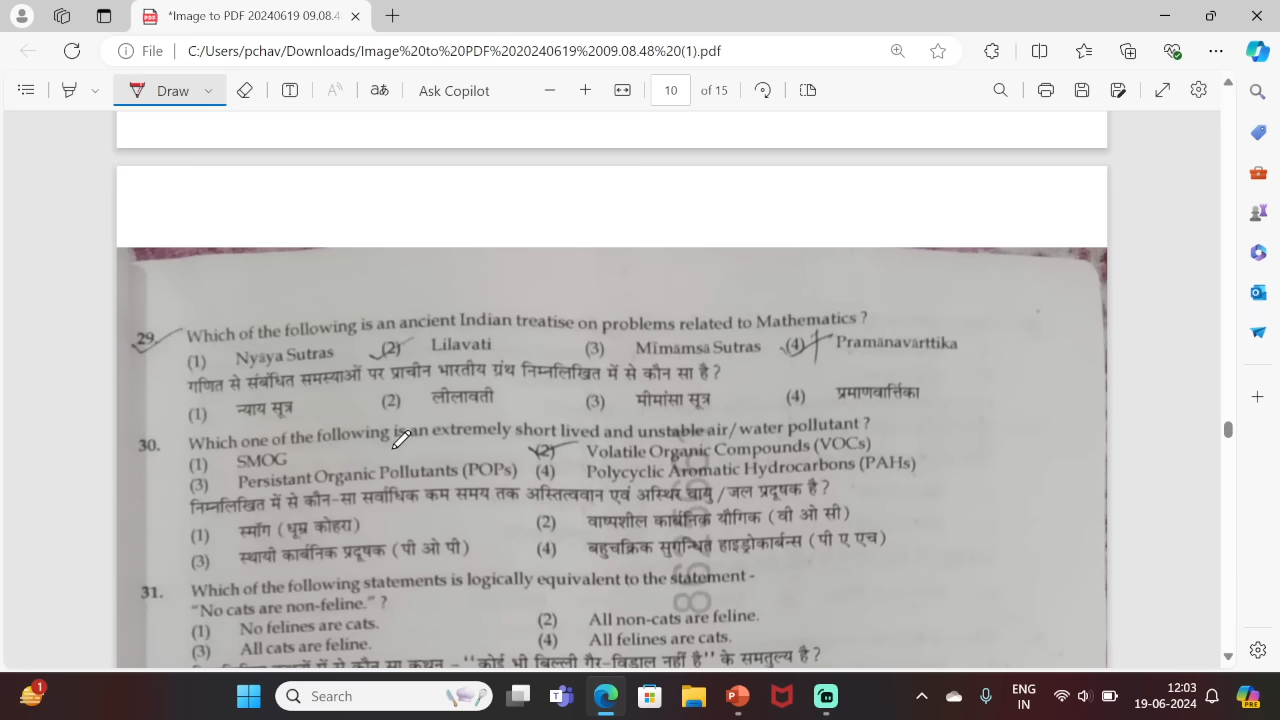 *Image to PDF 20240619 09.08.4
File
C:/Users/pchav/Downloads/Image%20to%20PDF%2020240619%2009.08.48%20(1).pdf
Draw
Ask Copilot
10
of 15
29. Which of the following is an ancient Indian treatise on problems related to Mathematics ?
(1) Nyāya Sutras (2) Lilavati (3) Mīmāmsā Sutras (4) Pramānavārttika
गणित से संबंधित समस्याओं पर प्राचीन भारतीय ग्रंथ निम्नलिखित में से कौन सा है ?
(1) न्याय सूत्र (2) लीलावती (3) मीमांसा सूत्र (4) प्रमाणवार्त्तिका
30. Which one of the following is an extremely short lived and unstable air/water pollutant ?
(1) SMOG (2) Volatile Organic Compounds (VOCs)
(3) Persistant Organic Pollutants (POPs) (4) Polycyclic Aromatic Hydrocarbons (PAHs)
निम्नलिखित में से कौन-सा सर्वाधिक कम समय तक अस्तित्ववान एवं अस्थिर वायु/जल प्रदूषक है ?
(1) स्मॉग (धूम्र कोहरा) (2) वाष्पशील कार्बनिक यौगिक (वी ओ सी)
(3) स्थायी कार्बनिक प्रदूषक (पी ओ पी) (4) बहुचक्रिक सुगन्धित हाइड्रोकार्बन्स (पी ए एच)
31. Which of the following statements is logically equivalent to the statement -
"No cats are non-feline." ?
(1) No felines are cats. (2) All non-cats are feline.
(3) All cats are feline. (4) All felines are cats.
में से कौन सा कथन - "कोई भी बिल्ली गैर-विडाल नहीं है" के समतुल्य है ?
1
Search
ENG
IN
12:03
19-06-2024
PRE